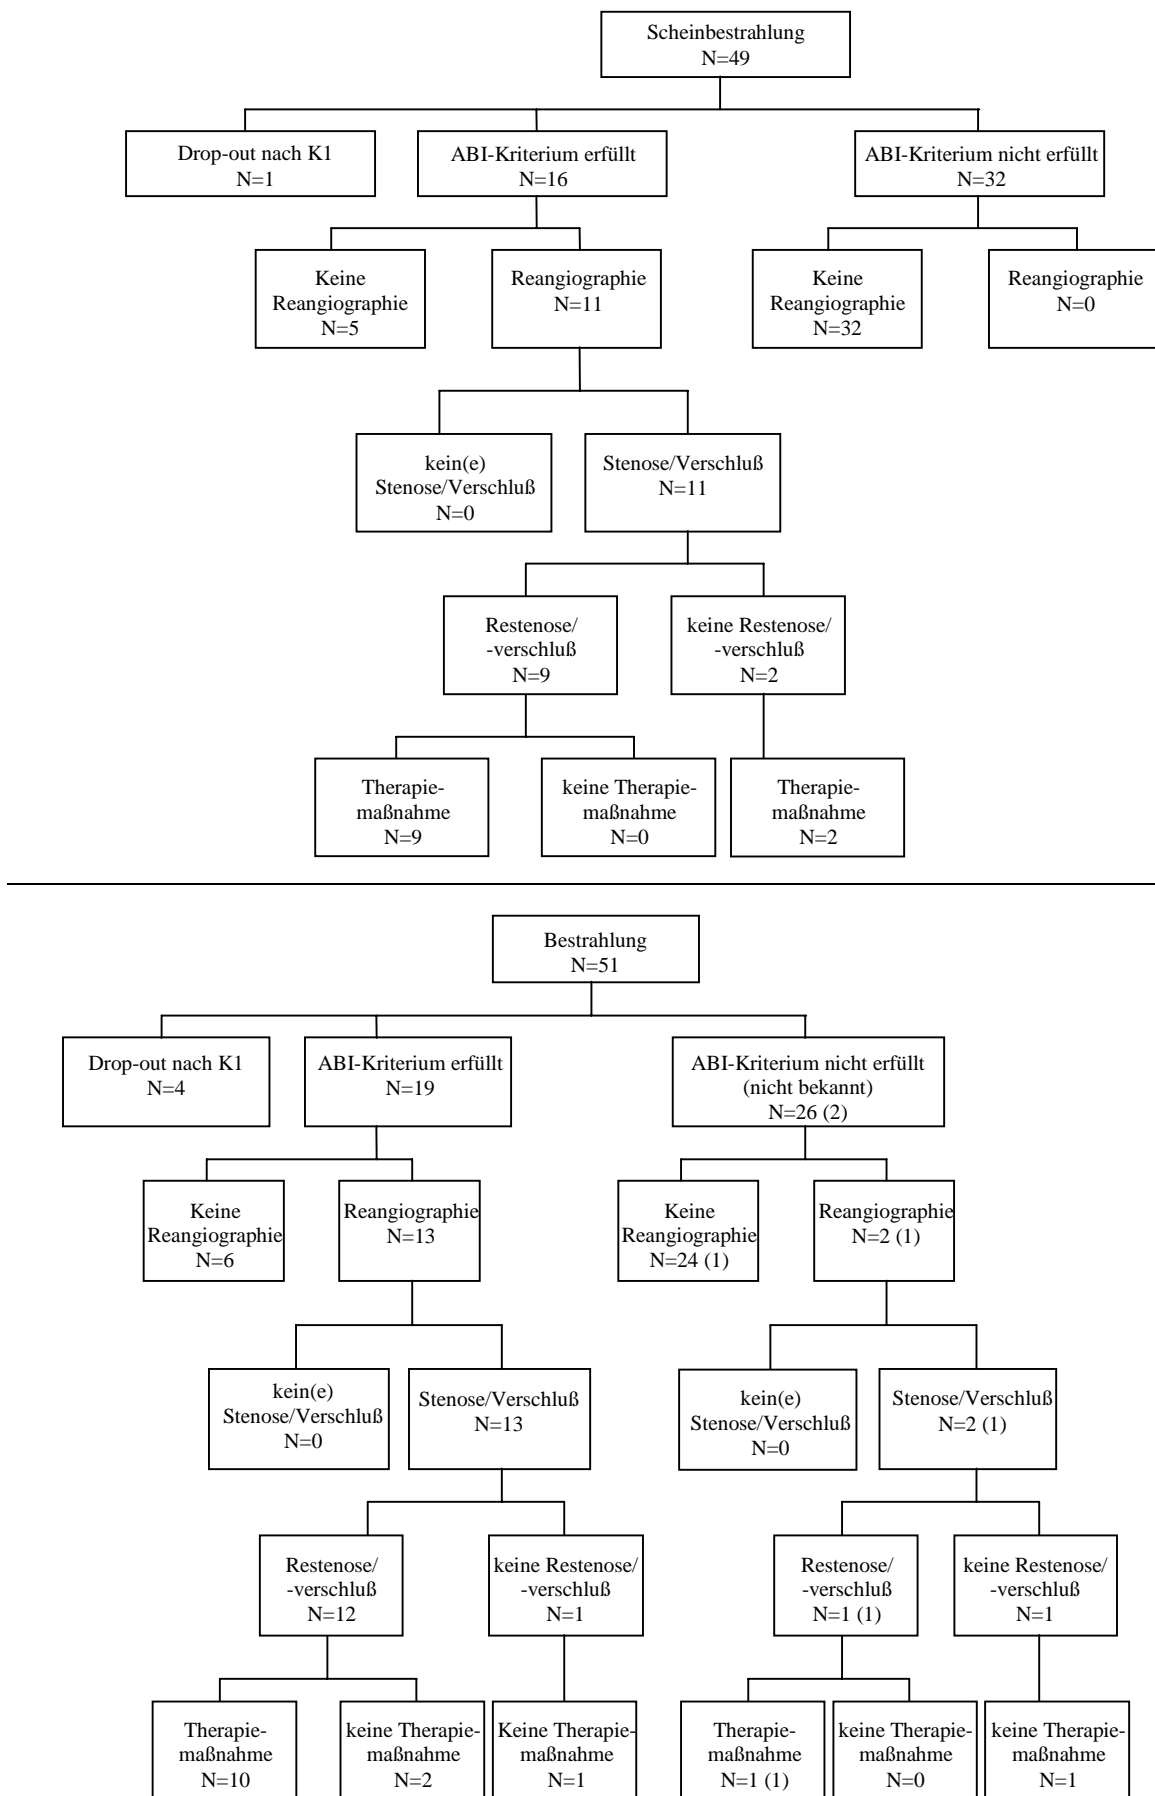 Scheinbestrahlung
N=49
Drop-out nach K1
N=1
ABI-Kriterium erfüllt
N=16
ABI-Kriterium nicht erfüllt
N=32
Keine
Reangiographie
N=5
Reangiographie
N=11
Keine
Reangiographie
N=32
Reangiographie
N=0
kein(e)
Stenose/Verschluß
N=0
Stenose/Verschluß
N=11
Restenose/
-verschluß
N=9
keine Restenose/
-verschluß
N=2
Therapie-
maßnahme
N=9
keine Therapie-
maßnahme
N=0
Therapie-
maßnahme
N=2
Bestrahlung
N=51
Drop-out nach K1
N=4
ABI-Kriterium erfüllt
N=19
ABI-Kriterium nicht erfüllt
(nicht bekannt)
N=26 (2)
Keine
Reangiographie
N=6
Reangiographie
N=13
Keine
Reangiographie
N=24 (1)
Reangiographie
N=2 (1)
kein(e)
Stenose/Verschluß
N=0
Stenose/Verschluß
N=13
kein(e)
Stenose/Verschluß
N=0
Stenose/Verschluß
N=2 (1)
Restenose/
-verschluß
N=12
keine Restenose/
-verschluß
N=1
Restenose/
-verschluß
N=1 (1)
keine Restenose/
-verschluß
N=1
Therapie-
maßnahme
N=10
keine Therapie-
maßnahme
N=2
Keine Therapie-
maßnahme
N=1
Therapie-
maßnahme
N=1 (1)
keine Therapie-
maßnahme
N=0
keine Therapie-
maßnahme
N=1